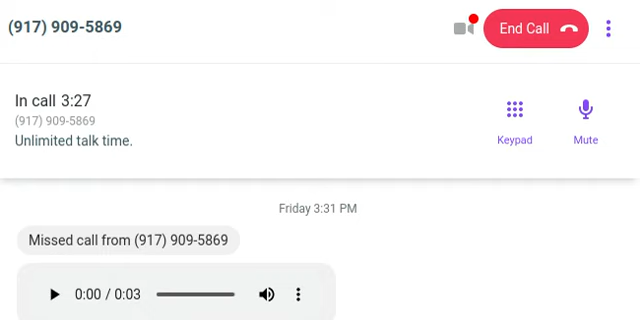 (917) 909-5869
End Call
In call 3:27
(917) 909-5869
Unlimited talk time.
Keypad
Mute
Friday 3:31 PM
Missed call from (917) 909-5869
0:00 / 0:03